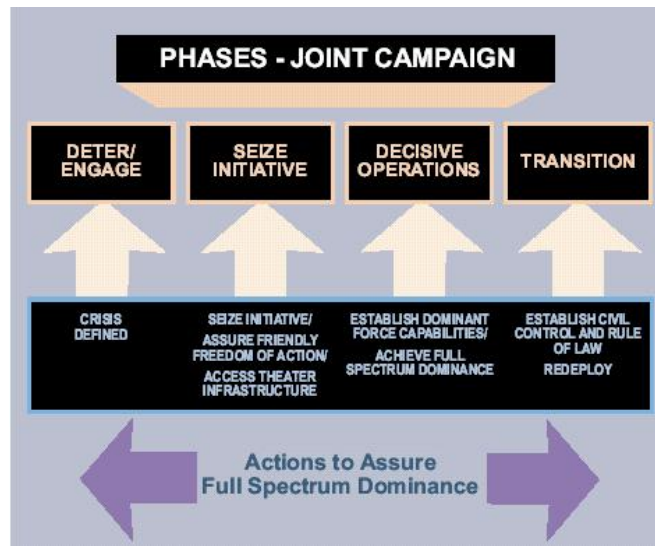 PHASES - JOINT CAMPAIGN
DETER/
ENGAGE
SEIZE
INITIATIVE
DECISIVE
OPERATIONS
TRANSITION
CRISIS
DEFINED
SEIZE INITIATIVE/
ASSURE FRIENDLY
FREEDOM OF ACTION/
ACCESS THEATER
INFRASTRUCTURE
ESTABLISH DOMINANT
FORCE CAPABILITIES/
ACHIEVE FULL
SPECTRUM DOMINANCE
ESTABLISH CIVIL
CONTROL AND RULE
OF LAW
REDEPLOY
Actions to Assure
Full Spectrum Dominance